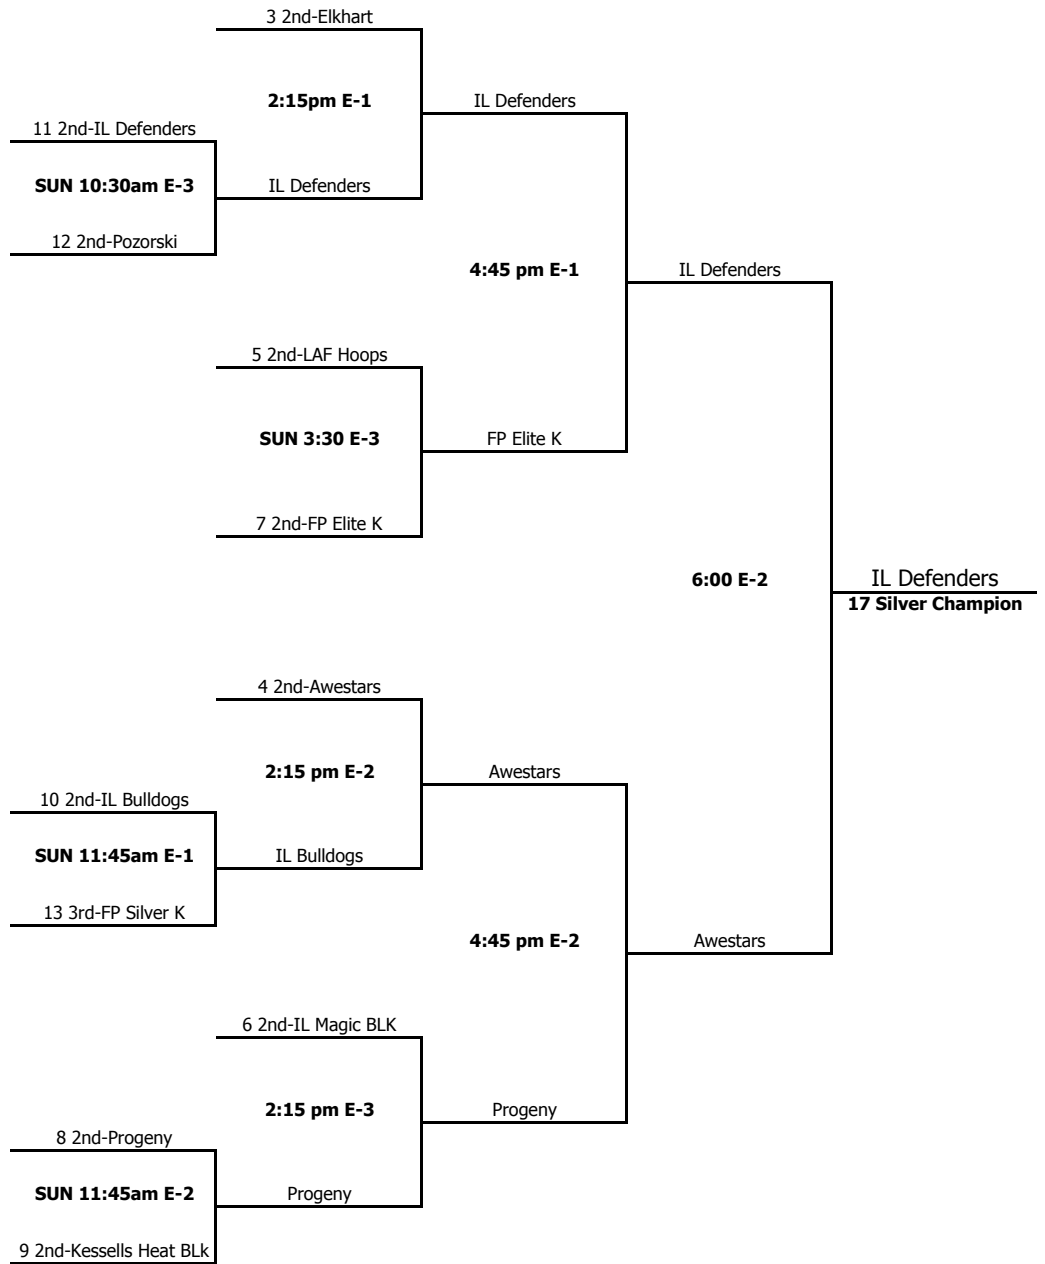 3 2nd-Elkhart
2:15pm E-1
IL Defenders
11 2nd-IL Defenders
SUN 10:30am E-3
IL Defenders
12 2nd-Pozorski
4:45 pm E-1
IL Defenders
5 2nd-LAF Hoops
SUN 3:30 E-3
FP Elite K
7 2nd-FP Elite K
6:00 E-2
IL Defenders
17 Silver Champion
4 2nd-Awestars
2:15 pm E-2
Awestars
10 2nd-IL Bulldogs
SUN 11:45am E-1
IL Bulldogs
13 3rd-FP Silver K
4:45 pm E-2
Awestars
6 2nd-IL Magic BLK
2:15 pm E-3
Progeny
8 2nd-Progeny
SUN 11:45am E-2
Progeny
9 2nd-Kessells Heat BLk